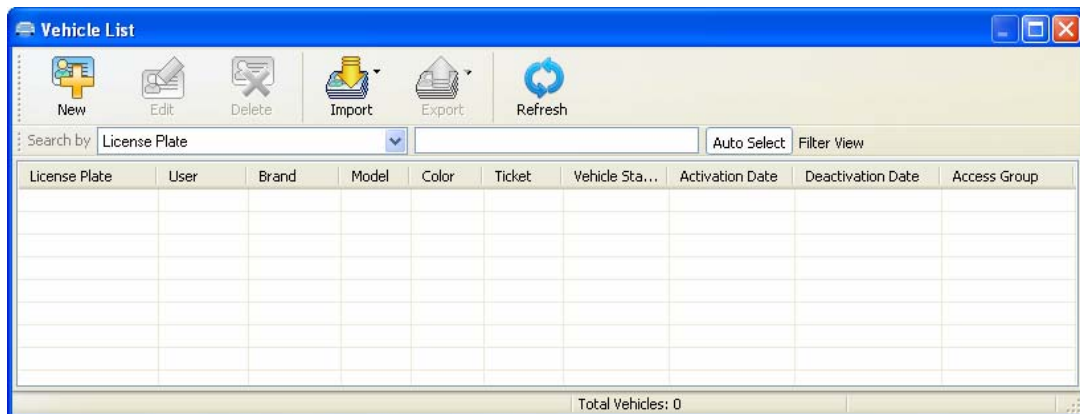 Vehicle List
New Edit Delete Import Export Refresh
Search by License Plate Auto Select Filter View
License Plate User Brand Model Color Ticket Vehicle Sta... Activation Date Deactivation Date Access Group
Total Vehicles: 0